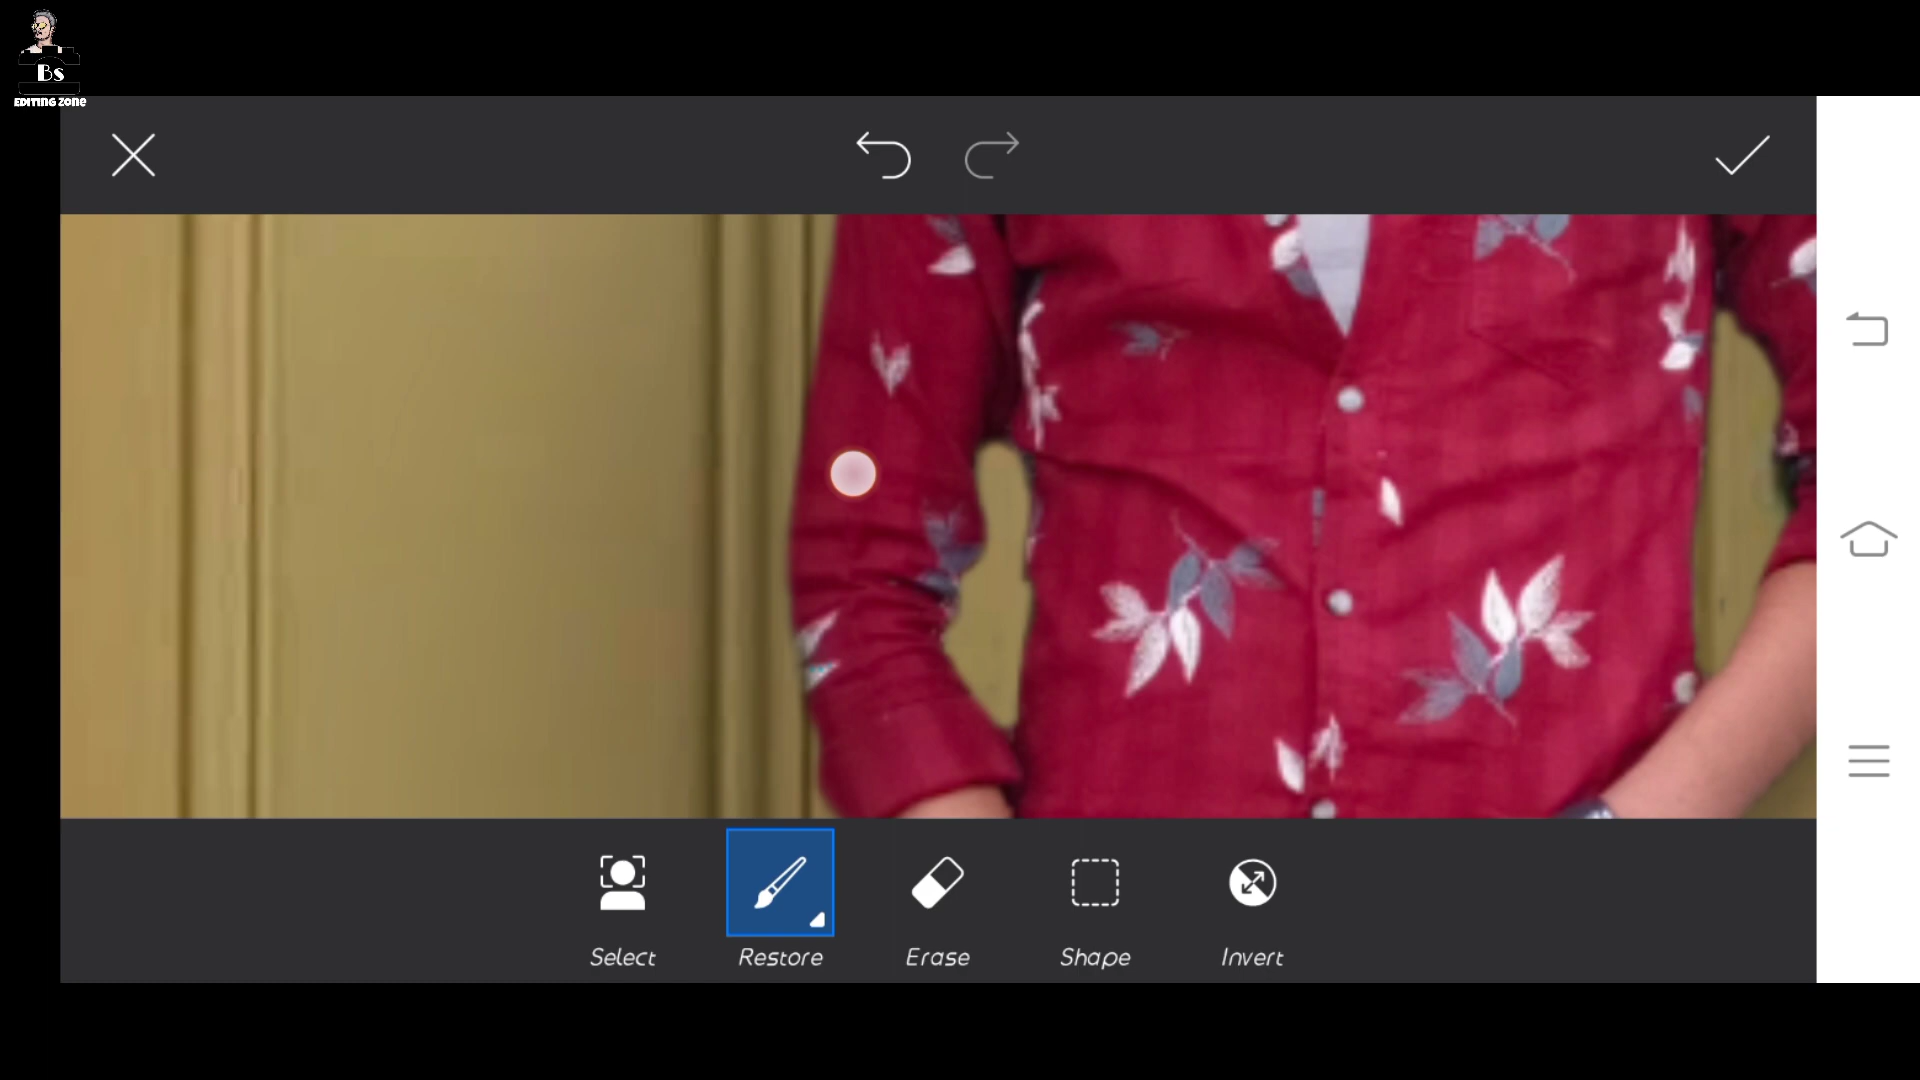 Bs
EDITING ZONE
Select
Restore
Erase
Shape
Invert